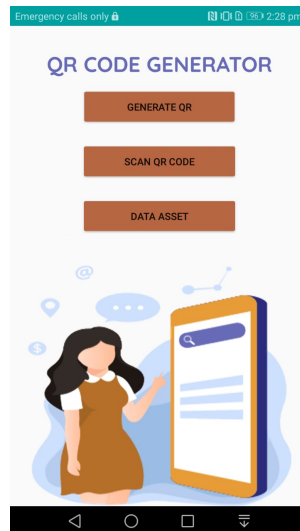 Emergency calls only
96 2:28 pm
QR CODE GENERATOR
GENERATE QR
SCAN QR CODE
DATA ASSET
@
$